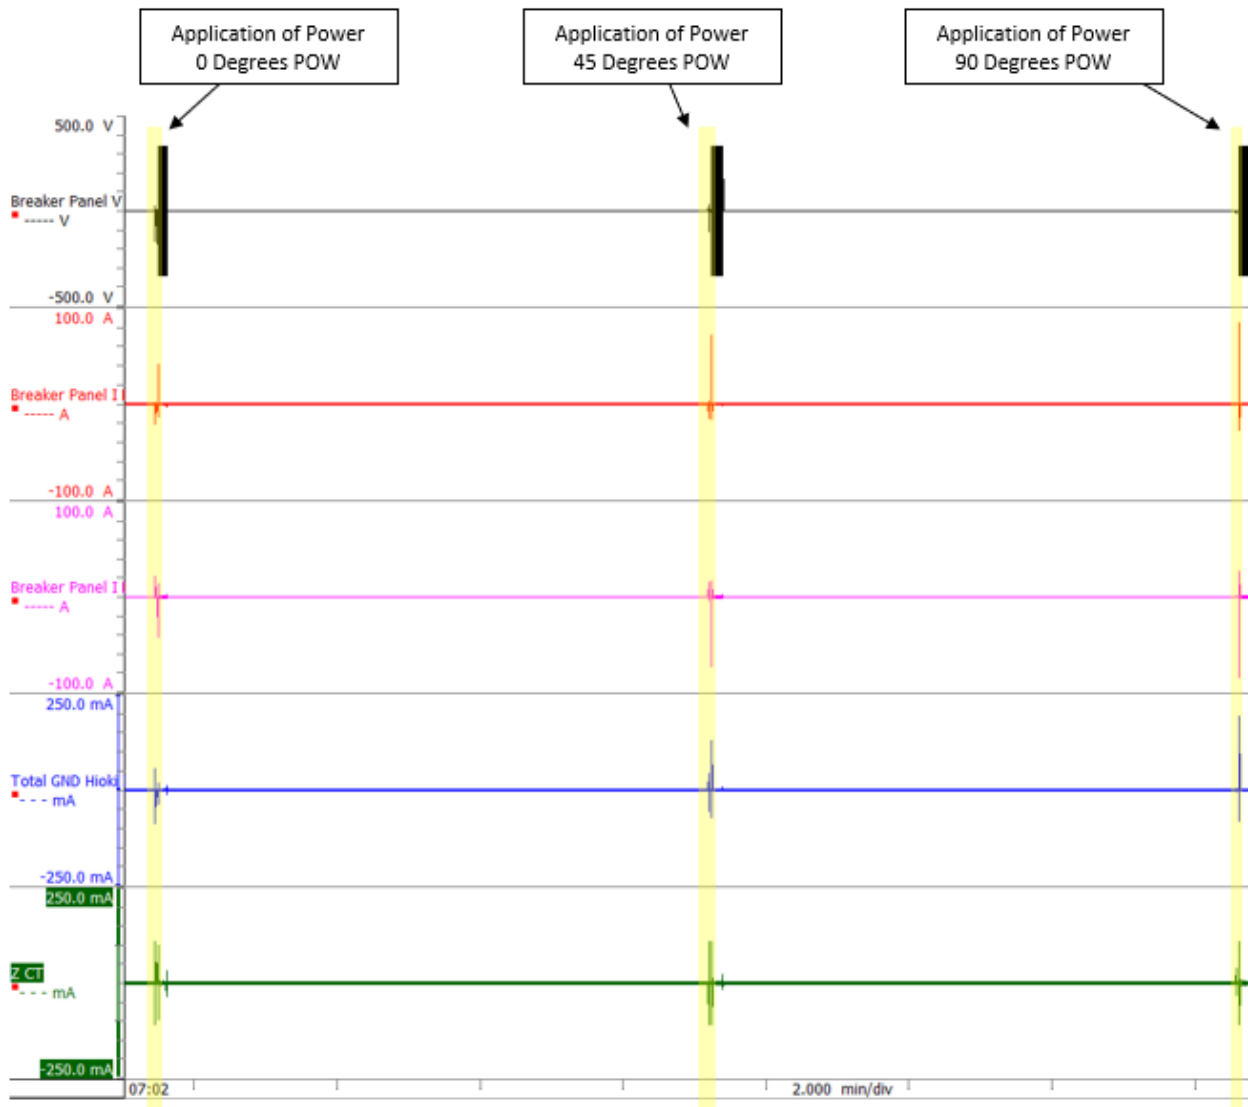 Application of Power
0 Degrees POW
Application of Power
45 Degrees POW
Application of Power
90 Degrees POW
500.0 V
Breaker Panel V
----- V
-500.0 V
100.0 A
Breaker Panel I
----- A
-100.0 A
100.0 A
Breaker Panel I
----- A
-100.0 A
250.0 mA
Total GND Hioki
- - - mA
-250.0 mA
250.0 mA
Z CT
- - - mA
-250.0 mA
07:02
2.000 min/div